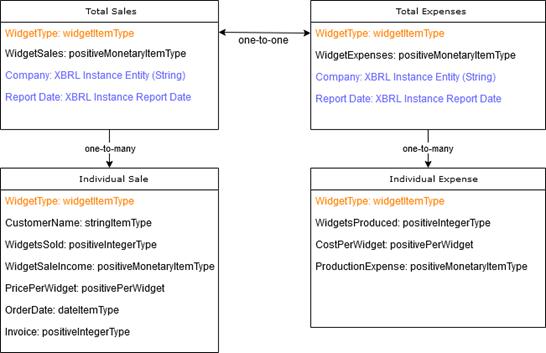 Total Sales
WidgetType: widgetItemType
WidgetSales: positiveMonetaryItemType
Company: XBRL Instance Entity (String)
Report Date: XBRL Instance Report Date
one-to-one
Total Expenses
WidgetType: widgetItemType
WidgetExpenses: positiveMonetaryItemType
Company: XBRL Instance Entity (String)
Report Date: XBRL Instance Report Date
one-to-many
one-to-many
Individual Sale
WidgetType: widgetItemType
CustomerName: stringItemType
WidgetsSold: positiveIntegerType
WidgetSaleIncome: positiveMonetaryItemType
PricePerWidget: positivePerWidget
OrderDate: dateItemType
Invoice: positiveIntegerType
Individual Expense
WidgetType: widgetItemType
WidgetsProduced: positiveIntegerType
CostPerWidget: positivePerWidget
ProductionExpense: positiveMonetaryItemType